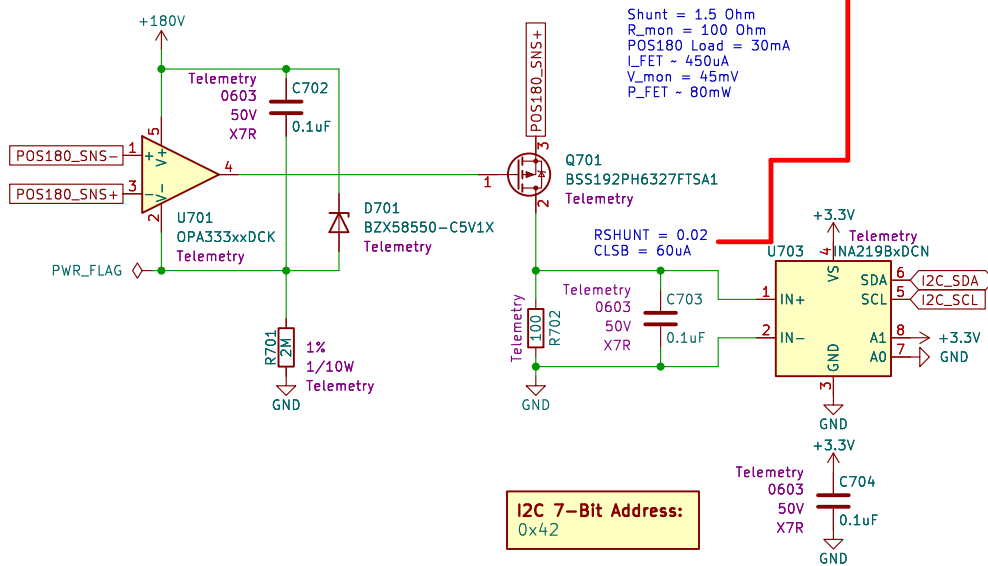 +180V
Telemetry
0603
50V
X7R
C702
0.1uF
POS180_SNS-
POS180_SNS+
1
3
5
V+
V-
2
4
+
-
U701
OPA333xxDCK
Telemetry
PWR_FLAG
D701
BZX58550-C5V1X
Telemetry
R701
2M
1%
1/10W
Telemetry
GND
Shunt = 1.5 Ohm
R_mon = 100 Ohm
POS180 Load = 30mA
I_FET ~ 450uA
V_mon = 45mV
P_FET ~ 80mW
POS180_SNS+
3
1
2
Q701
BSS192PH6327FTSA1
Telemetry
RSHUNT = 0.02
CLSB = 60uA
Telemetry
100
R702
GND
Telemetry
0603
50V
X7R
C703
0.1uF
+3.3V
Telemetry
U703
INA219BxDCN
4
VS
1
IN+
2
IN-
SDA
6
I2C_SDA
SCL
5
I2C_SCL
A1
8
+3.3V
A0
7
GND
GND
3
GND
+3.3V
Telemetry
0603
50V
X7R
C704
0.1uF
GND
I2C 7-Bit Address:
0x42